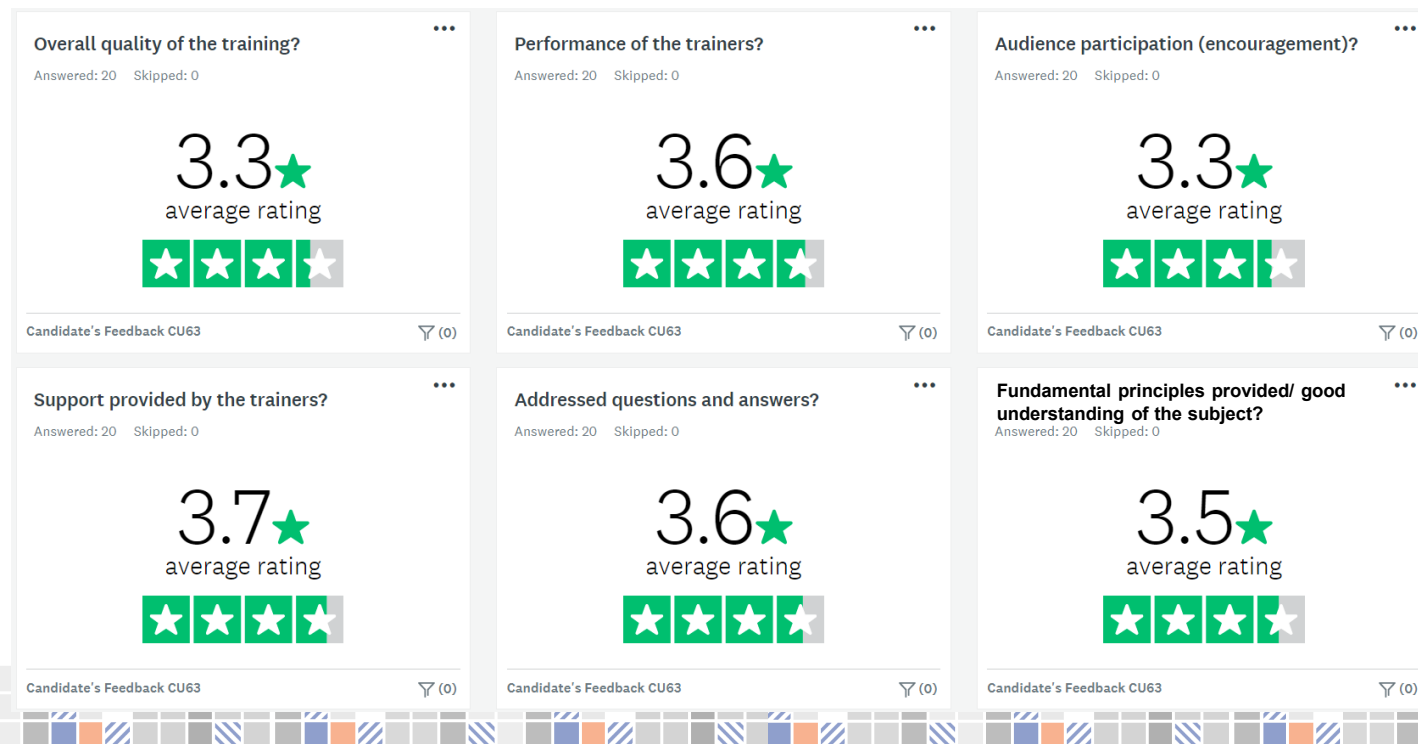 Overall quality of the training?
Answered: 20 Skipped: 0
3.3
average rating
Candidate's Feedback CU63
(0)
Performance of the trainers?
Answered: 20 Skipped: 0
3.6
average rating
Candidate's Feedback CU63
(0)
Audience participation (encouragement)?
Answered: 20 Skipped: 0
3.3
average rating
Candidate's Feedback CU63
(0)
Support provided by the trainers?
Answered: 20 Skipped: 0
3.7
average rating
Candidate's Feedback CU63
(0)
Addressed questions and answers?
Answered: 20 Skipped: 0
3.6
average rating
Candidate's Feedback CU63
(0)
Fundamental principles provided/ good
understanding of the subject?
Answered: 20 Skipped: 0
3.5
average rating
Candidate's Feedback CU63
(0)